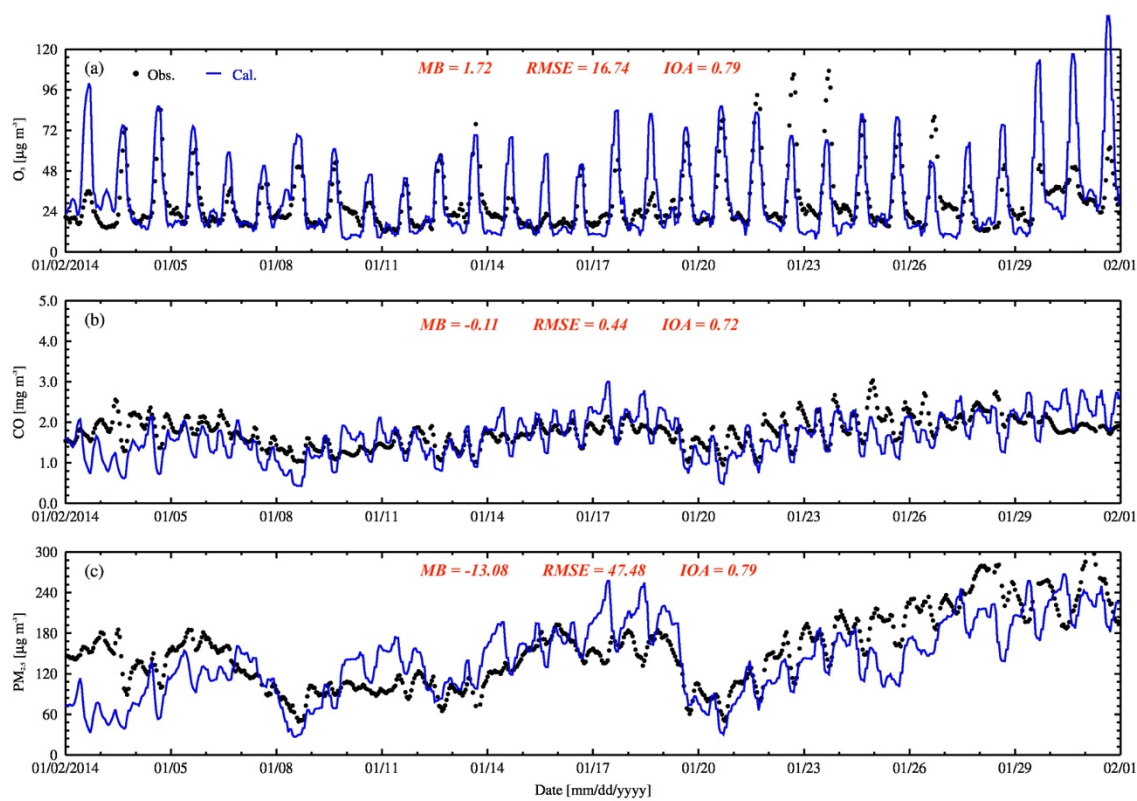 120
(a)
Obs.
Cal.
MB = 1.72 RMSE = 16.74 IOA = 0.79
96
72
48
24
0
O₃ [μg m⁻³]
01/02/2014 01/05 01/08 01/11 01/14 01/17 01/20 01/23 01/26 01/29 02/01
5.0
(b)
MB = -0.11 RMSE = 0.44 IOA = 0.72
4.0
3.0
2.0
1.0
0.0
CO [mg m⁻³]
01/02/2014 01/05 01/08 01/11 01/14 01/17 01/20 01/23 01/26 01/29 02/01
300
(c)
MB = -13.08 RMSE = 47.48 IOA = 0.79
240
180
120
60
0
PM₂.₅ [μg m⁻³]
01/02/2014 01/05 01/08 01/11 01/14 01/17 01/20 01/23 01/26 01/29 02/01
Date [mm/dd/yyyy]